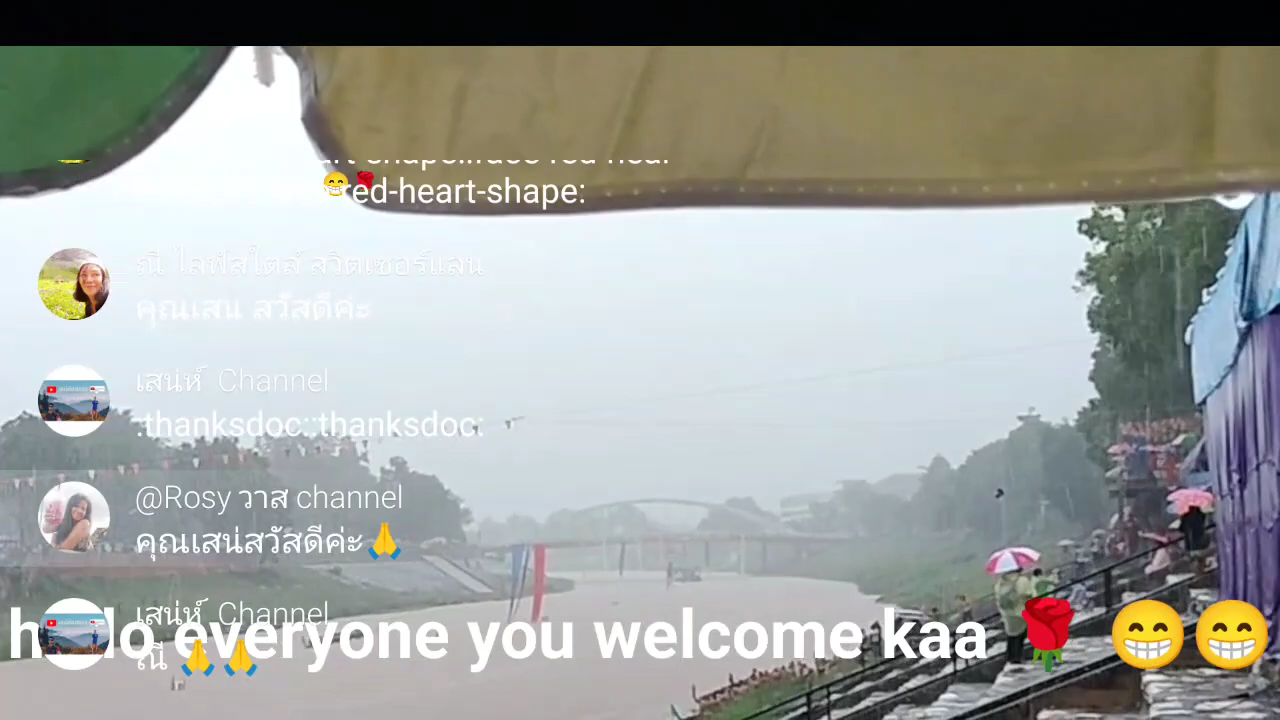 red-heart-shape:
ณี ไลฟ์สไตล์ สวิตเซอร์แลน
คุณเสน สวัสดีค่ะ
เสน่ห์ Channel
:thanksdoc::thanksdoc:
@Rosy วาส channel
คุณเสน่สวัสดีค่ะ🙏
เสน่ห์ Channel
ณี 🙏🙏
hello everyone you welcome kaa🌹 😁😁